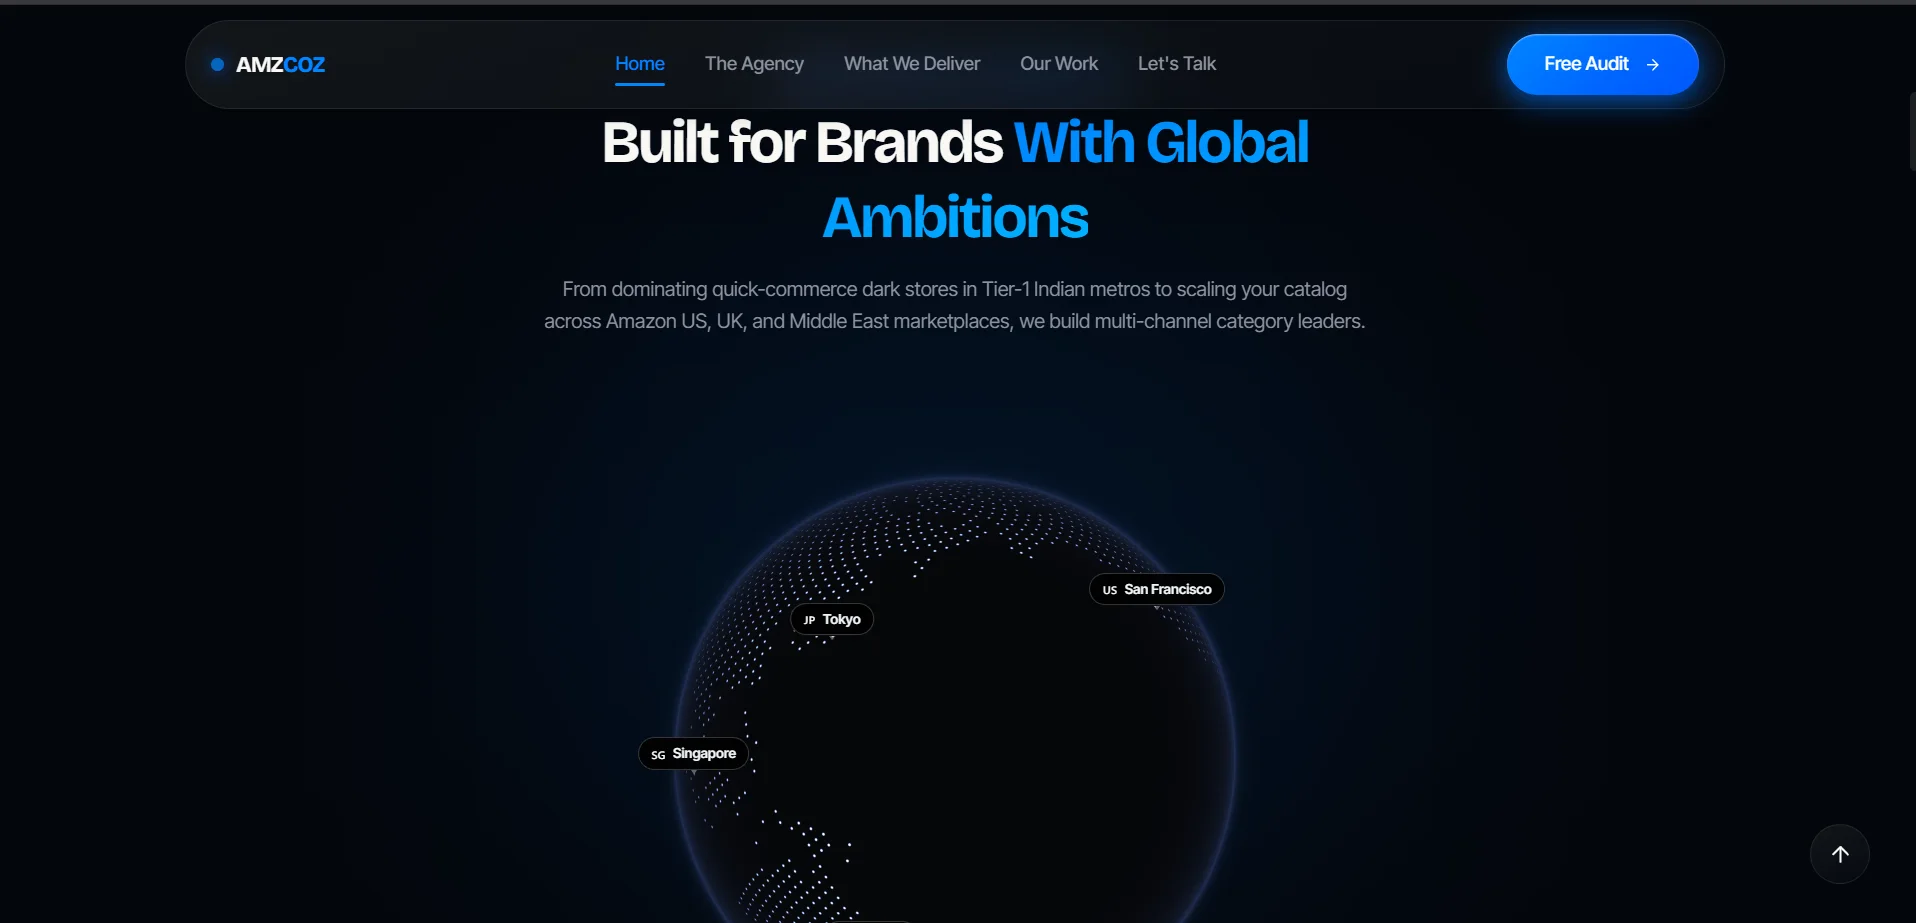 AMZCOZ
Home
The Agency
What We Deliver
Our Work
Let's Talk
Free Audit
Built for Brands With Global
Ambitions
From dominating quick-commerce dark stores in Tier-1 Indian metros to scaling your catalog
across Amazon US, UK, and Middle East marketplaces, we build multi-channel category leaders.
US San Francisco
JP Tokyo
SG Singapore